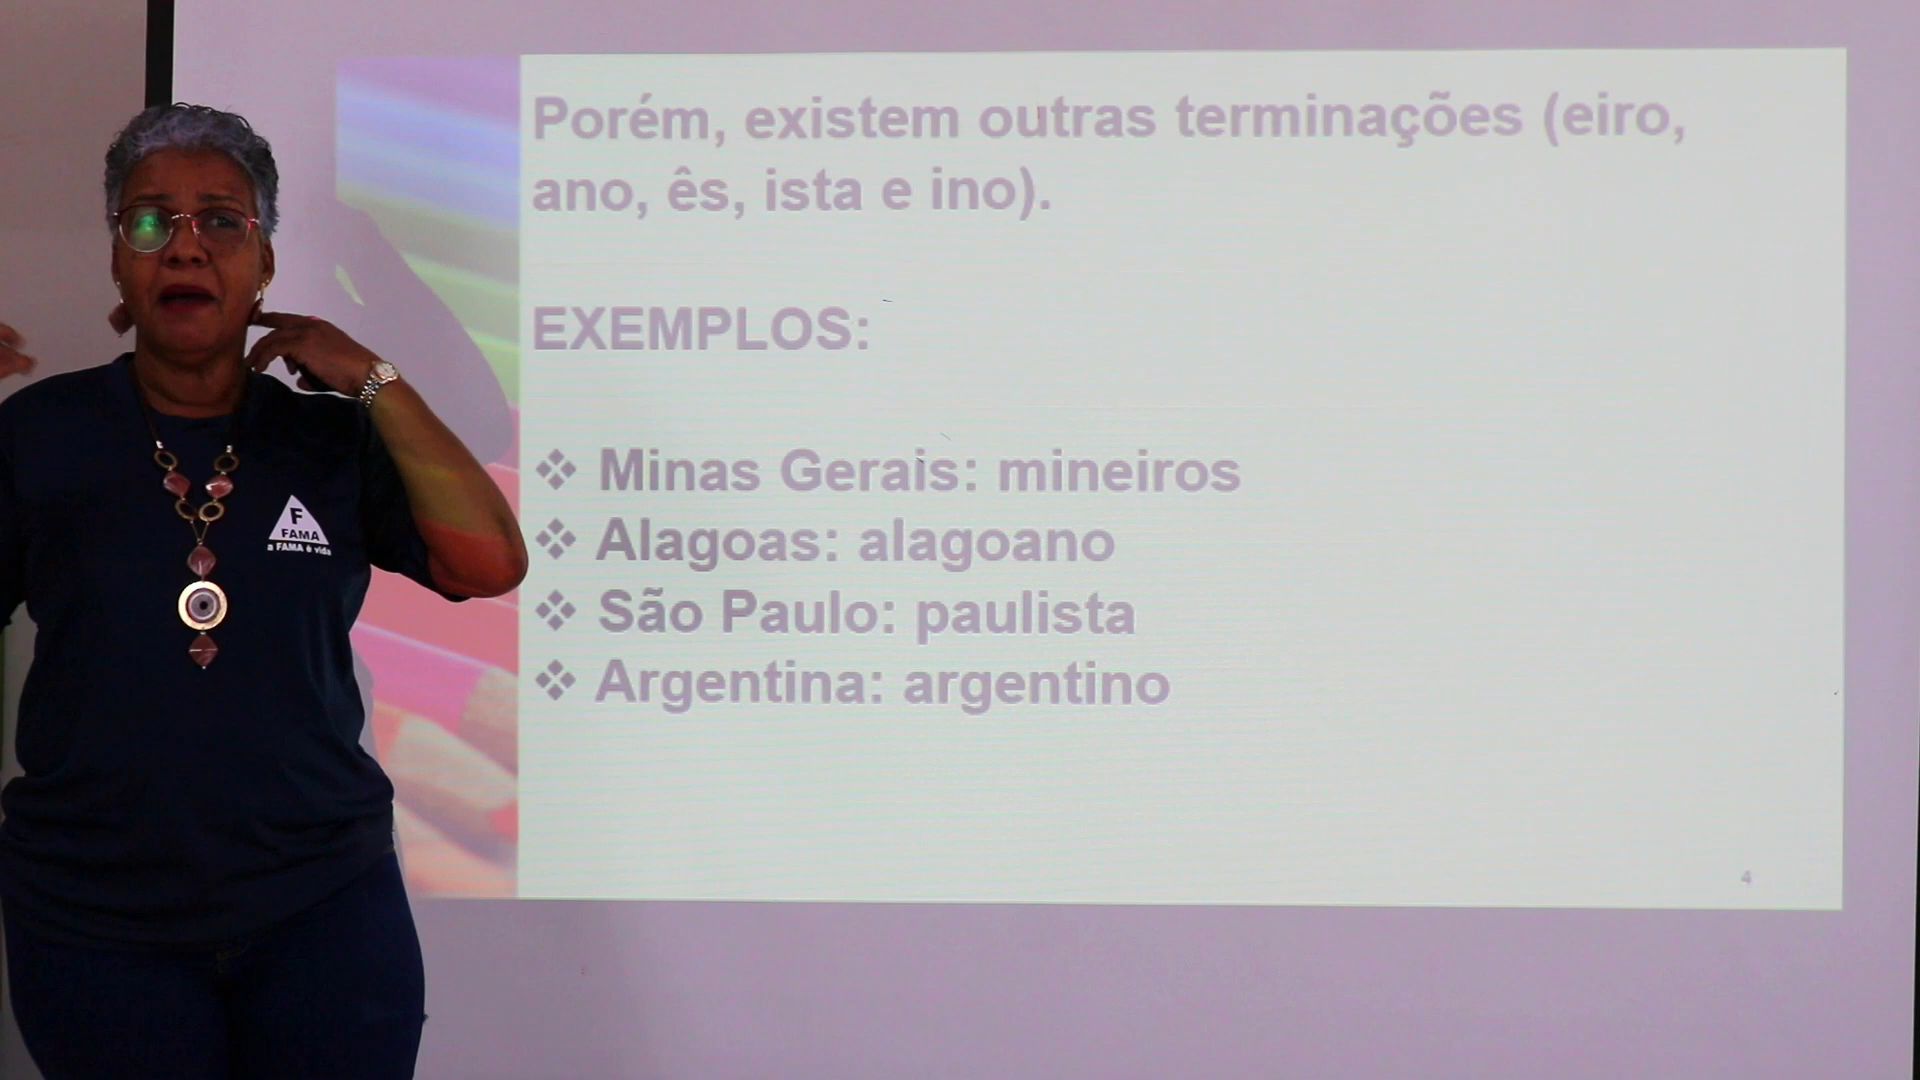 Porém, existem outras terminações (eiro,
ano, ês, ista e ino).
EXEMPLOS:
❖ Minas Gerais: mineiros
❖ Alagoas: alagoano
❖ São Paulo: paulista
❖ Argentina: argentino
4
F
FAMA
a FAMA é vida